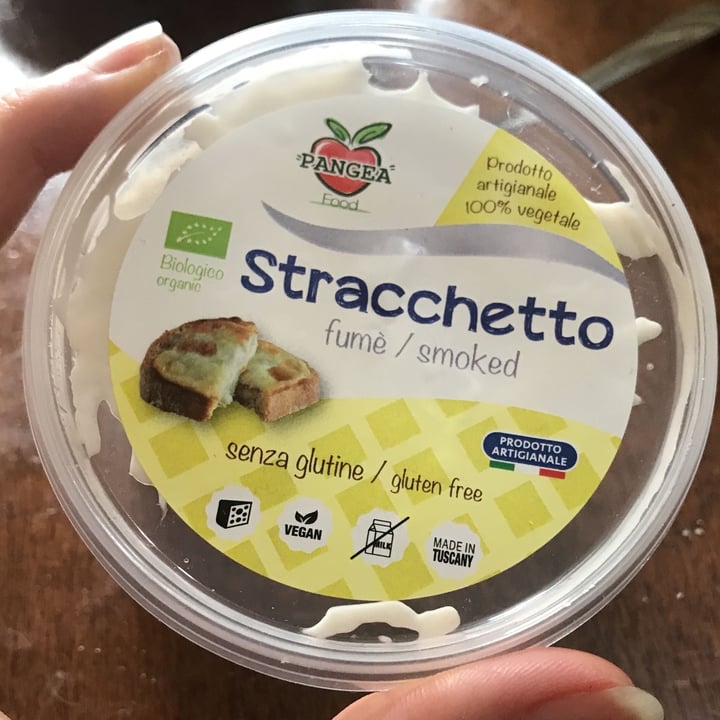 PANGEA
Food
Prodotto
artigianale
100% vegetale
Biologico
organic
Stracchetto
fumè / smoked
PRODOTTO
ARTIGIANALE
senza glutine / gluten free
VEGAN
MILK
MADE IN
TUSCANY